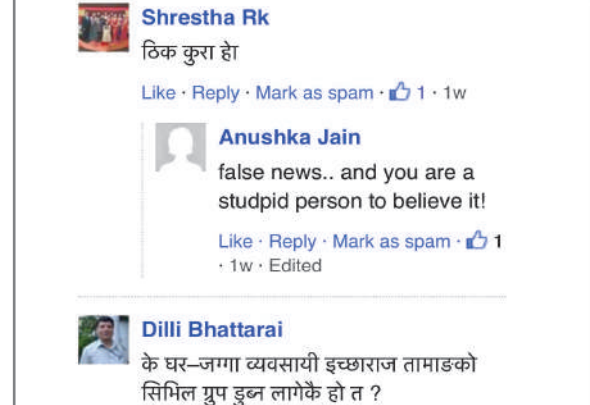 Shrestha Rk
ठिक कुरा हेा
Like · Reply · Mark as spam · 1 · 1w
Anushka Jain
false news.. and you are a
studpid person to believe it!
Like · Reply · Mark as spam · 1
· 1w · Edited
Dilli Bhattarai
के घर–जग्गा व्यवसायी इच्छाराज तामाङको
सिभिल ग्रुप डुब्न लागेकै हो त ?